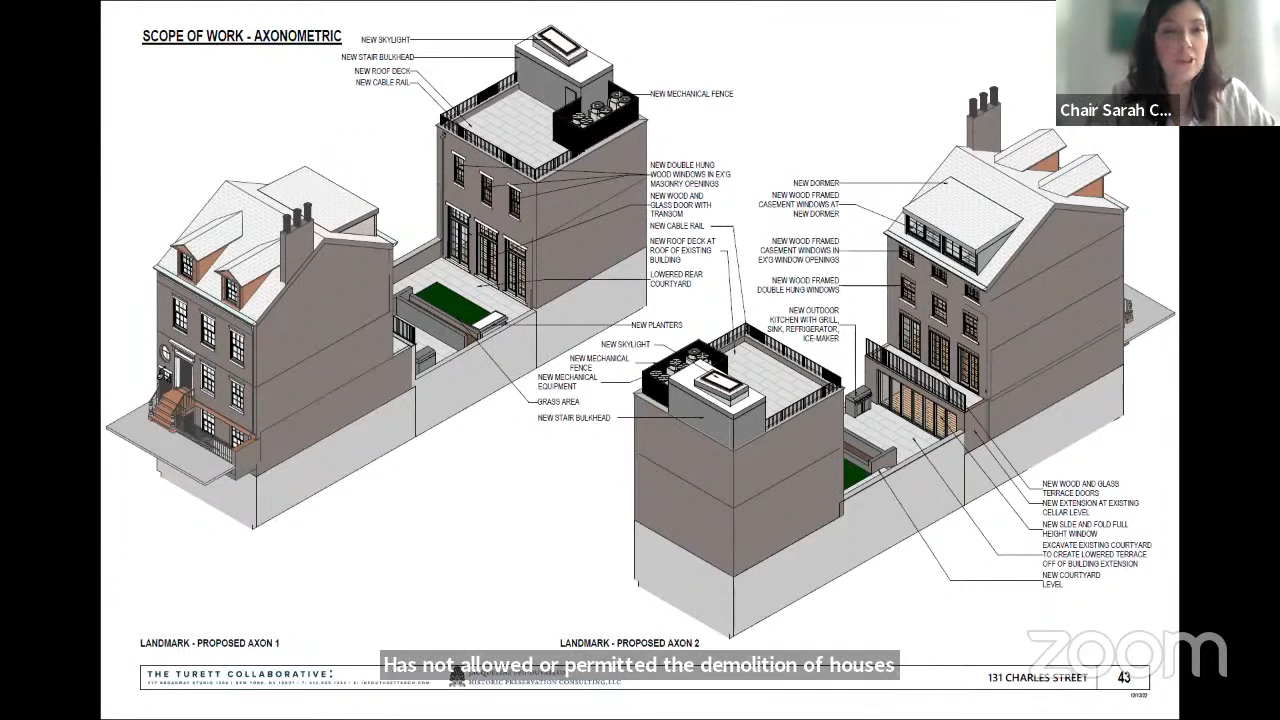 SCOPE OF WORK - AXONOMETRIC
NEW SKYLIGHT
NEW STAIR BULKHEAD
NEW ROOF DECK
NEW CABLE RAIL
NEW MECHANICAL FENCE
NEW DOUBLE HUNG
WOOD WINDOWS IN EX'G
MASONRY OPENINGS
NEW WOOD AND
GLASS DOOR WITH
TRANSOM
NEW CABLE RAIL
NEW ROOF DECK AT
ROOF OF EXISTING
BUILDING
LOWERED REAR
COURTYARD
NEW PLANTERS
NEW SKYLIGHT
NEW MECHANICAL
FENCE
NEW MECHANICAL
EQUIPMENT
GRASS AREA
NEW STAIR BULKHEAD
NEW DORMER
NEW WOOD FRAMED
CASEMENT WINDOWS AT
NEW DORMER
NEW WOOD FRAMED
CASEMENT WINDOWS IN
EX'G WINDOW OPENINGS
NEW WOOD FRAMED
DOUBLE HUNG WINDOWS
NEW OUTDOOR
KITCHEN WITH GRILL,
SINK, REFRIGERATOR,
ICE-MAKER
NEW WOOD AND GLASS
TERRACE DOORS
NEW EXTENSION AT EXISTING
CELLAR LEVEL
NEW SLDE AND FOLD FULL
HEIGHT WINDOW
EXCAVATE EXISTING COURTYARD
TO CREATE LOWERED TERRACE
OFF OF BUILDING EXTENSION
NEW COURTYARD
LEVEL
Chair Sarah C...
LANDMARK - PROPOSED AXON 1
LANDMARK - PROPOSED AXON 2
Has not allowed or permitted the demolition of houses
zoom
THE TURETT COLLABORATIVE:
HISTORIC PRESERVATION CONSULTING, LLC
131 CHARLES STREET
43